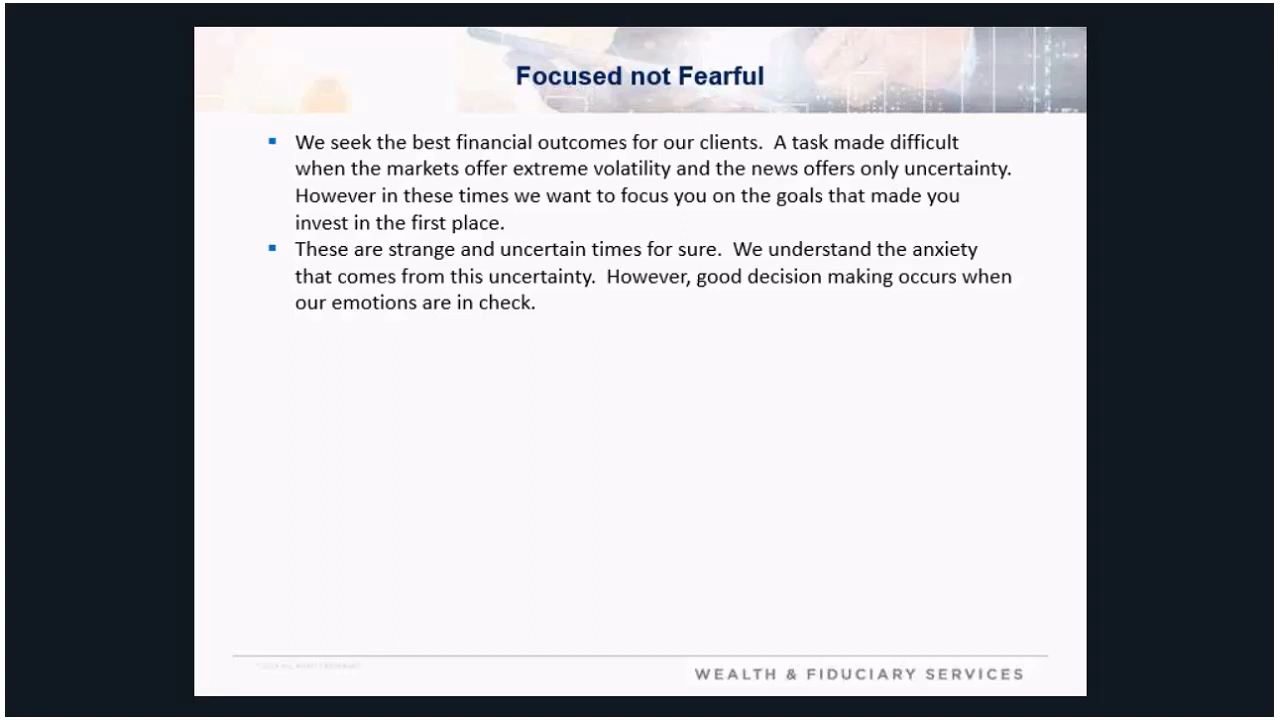 Focused not Fearful
▪ We seek the best financial outcomes for our clients.  A task made difficult
when the markets offer extreme volatility and the news offers only uncertainty.
However in these times we want to focus you on the goals that made you
invest in the first place.
▪ These are strange and uncertain times for sure.  We understand the anxiety
that comes from this uncertainty.  However, good decision making occurs when
our emotions are in check.
ALL RIGHTS RESERVED
WEALTH & FIDUCIARY SERVICES